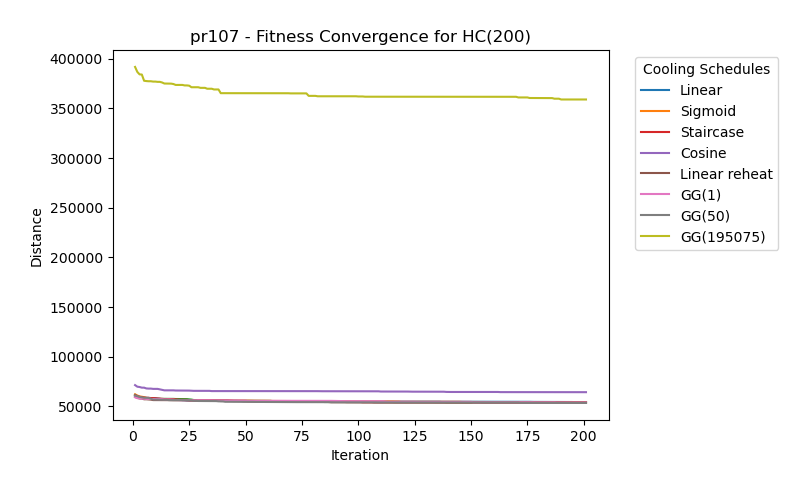 pr107 - Fitness Convergence for HC(200)
400000
350000
300000
250000
200000
150000
100000
50000
Distance
0
25
50
75
100
125
150
175
200
Iteration
Cooling Schedules
Linear
Sigmoid
Staircase
Cosine
Linear reheat
GG(1)
GG(50)
GG(195075)